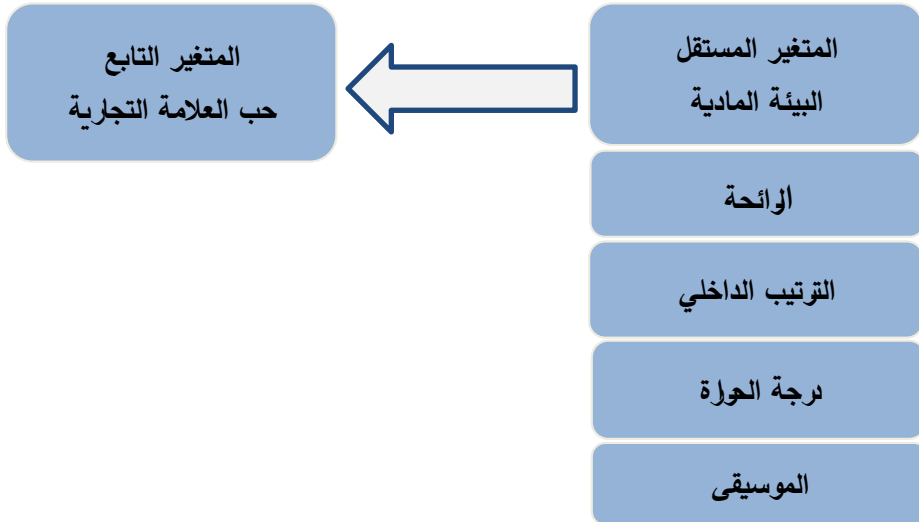 المتغير المستقل
البيئة المادية
المتغير التابع
حب العلامة التجارية
الرائحة
الترتيب الداخلي
درجة الحرارة
الموسيقى